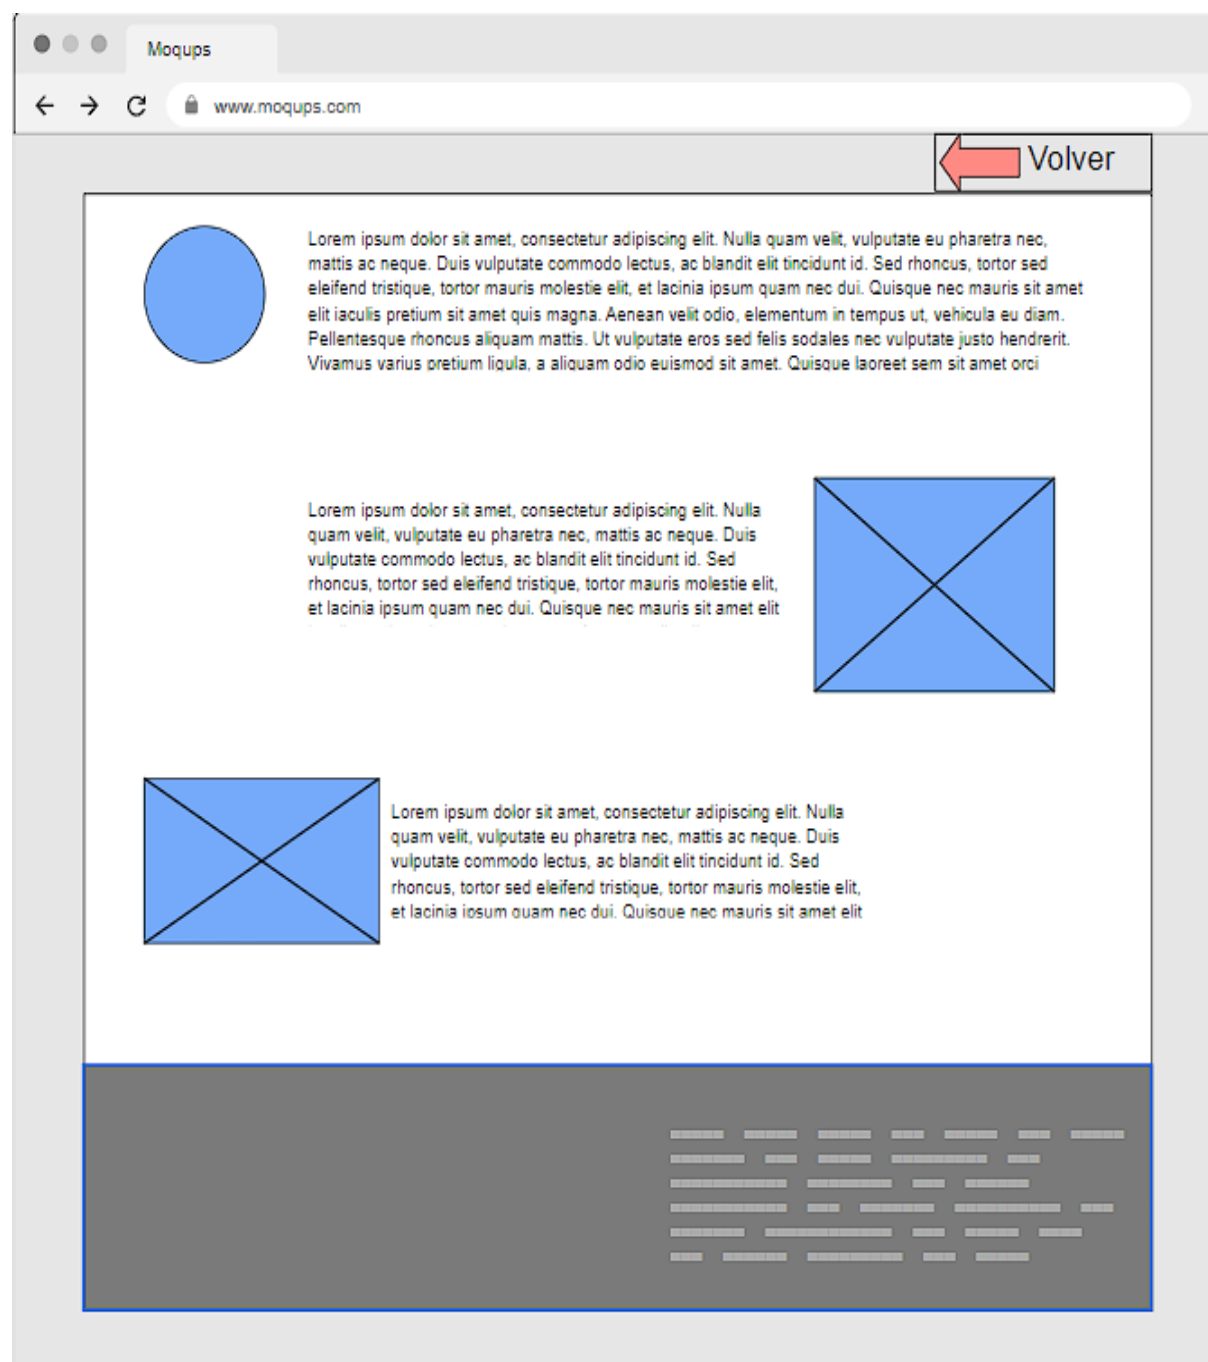 Moqups
www.moqups.com
Volver
Lorem ipsum dolor sit amet, consectetur adipiscing elit. Nulla quam velit, vulputate eu pharetra nec,
mattis ac neque. Duis vulputate commodo lectus, ac blandit elit tincidunt id. Sed rhoncus, tortor sed
eleifend tristique, tortor mauris molestie elit, et lacinia ipsum quam nec dui. Quisque nec mauris sit amet
elit iaculis pretium sit amet quis magna. Aenean velit odio, elementum in tempus ut, vehicula eu diam.
Pellentesque rhoncus aliquam mattis. Ut vulputate eros sed felis sodales nec vulputate justo hendrerit.
Vivamus varius pretium ligula, a aliquam odio euismod sit amet. Quisque laoreet sem sit amet orci
Lorem ipsum dolor sit amet, consectetur adipiscing elit. Nulla
quam velit, vulputate eu pharetra nec, mattis ac neque. Duis
vulputate commodo lectus, ac blandit elit tincidunt id. Sed
rhoncus, tortor sed eleifend tristique, tortor mauris molestie elit,
et lacinia ipsum quam nec dui. Quisque nec mauris sit amet elit
Lorem ipsum dolor sit amet, consectetur adipiscing elit. Nulla
quam velit, vulputate eu pharetra nec, mattis ac neque. Duis
vulputate commodo lectus, ac blandit elit tincidunt id. Sed
rhoncus, tortor sed eleifend tristique, tortor mauris molestie elit,
et lacinia ipsum quam nec dui. Quisque nec mauris sit amet elit